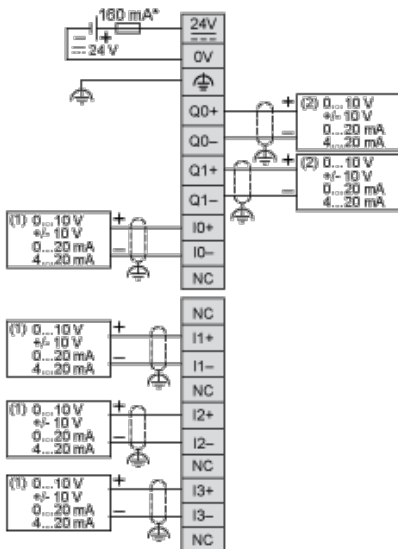 160 mA*
24 V
24V
0V
Q0+
Q0–
Q1+
Q1–
I0+
I0–
NC
+
–
(2) 0...10 V
+/- 10 V
0...20 mA
4...20 mA
+
–
(2) 0...10 V
+/- 10 V
0...20 mA
4...20 mA
(1) 0...10 V
+/- 10 V
0...20 mA
4...20 mA
+
–
NC
I1+
I1–
NC
I2+
I2–
NC
I3+
I3–
NC
(1) 0...10 V
+/- 10 V
0...20 mA
4...20 mA
+
–
(1) 0...10 V
+/- 10 V
0...20 mA
4...20 mA
+
–
(1) 0...10 V
+/- 10 V
0...20 mA
4...20 mA
+
–